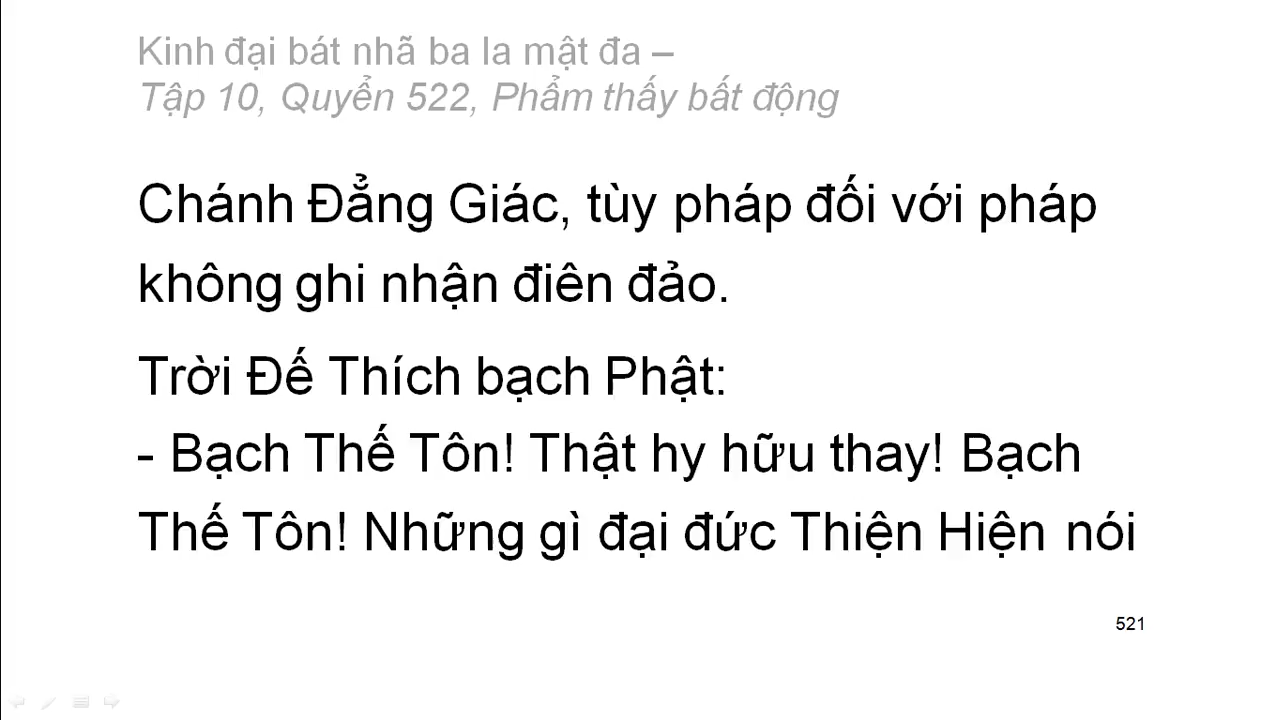 Kinh đại bát nhã ba la mật đa –
Tập 10, Quyển 522, Phẩm thấy bất động
Chánh Đẳng Giác, tùy pháp đối với pháp
không ghi nhận điên đảo.
Trời Đế Thích bạch Phật:
- Bạch Thế Tôn! Thật hy hữu thay! Bạch
Thế Tôn! Những gì đại đức Thiện Hiện nói
521